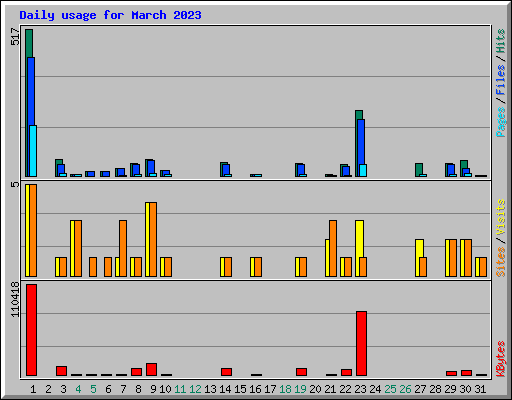 Daily usage for March 2023
517
Pages / Files / Hits
5
Sites / Visits
110418
KBytes
1 2 3 4 5 6 7 8 9 10 11 12 13 14 15 16 17 18 19 20 21 22 23 24 25 26 27 28 29 30 31